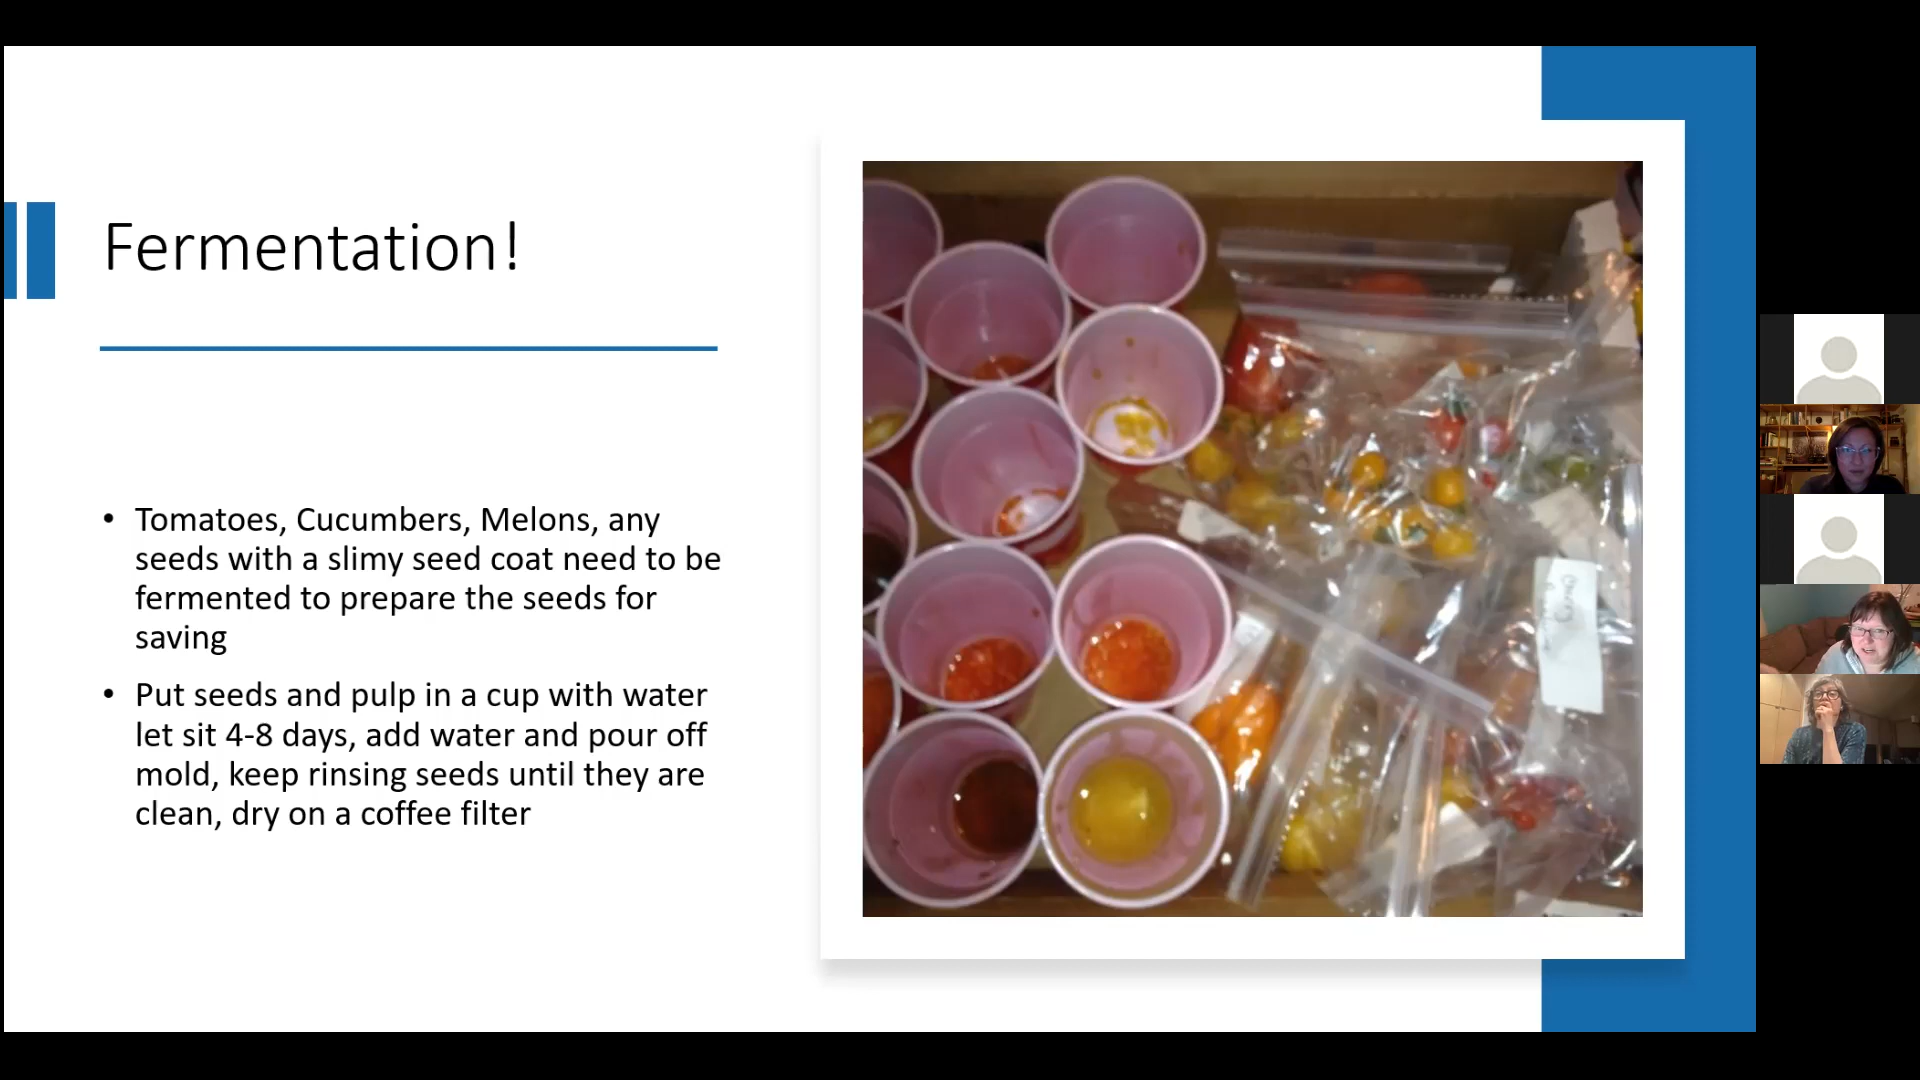 Fermentation!
• Tomatoes, Cucumbers, Melons, any
seeds with a slimy seed coat need to be
fermented to prepare the seeds for
saving
• Put seeds and pulp in a cup with water
let sit 4-8 days, add water and pour off
mold, keep rinsing seeds until they are
clean, dry on a coffee filter